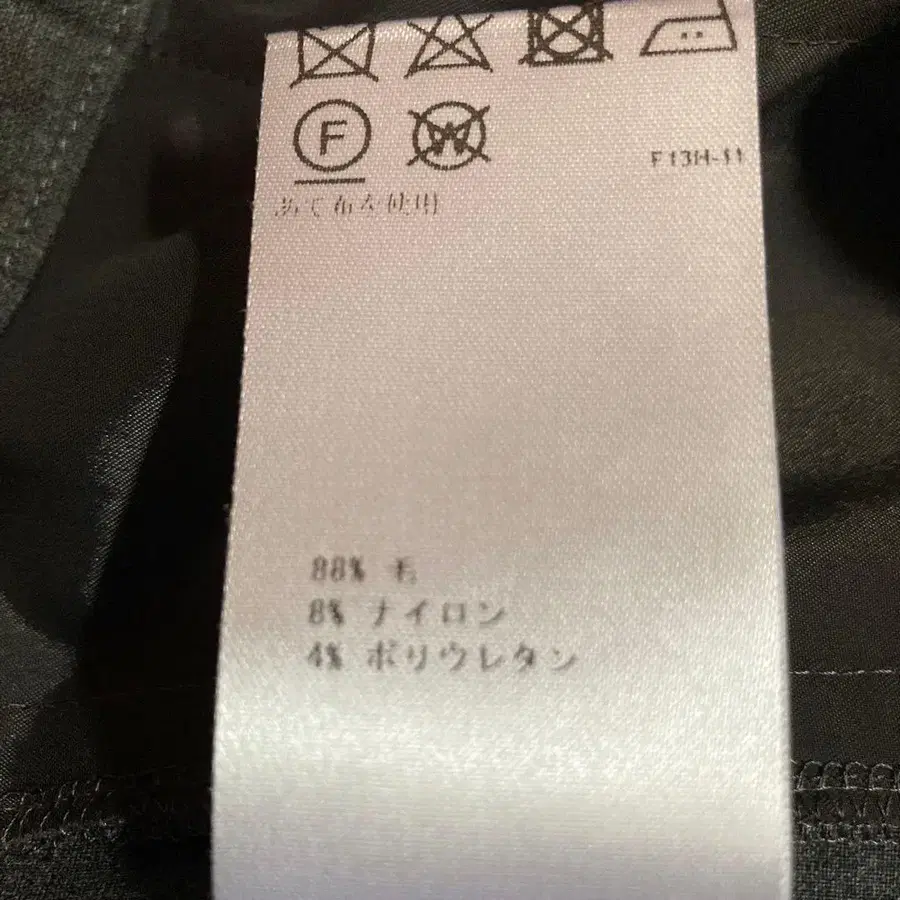 F
W
F13H-11
あて布を使用
88% 毛
8% ナイロン
4% ポリウレタン